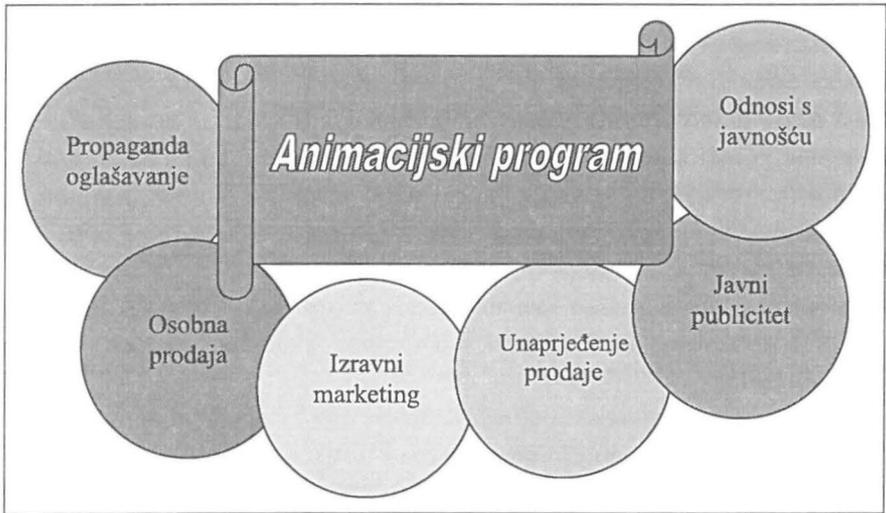 Animacijski program
Propaganda
oglašavanje
Osobna
prodaja
Izravni
marketing
Unaprjeđenje
prodaje
Javni
publicitet
Odnosi s
javnošću